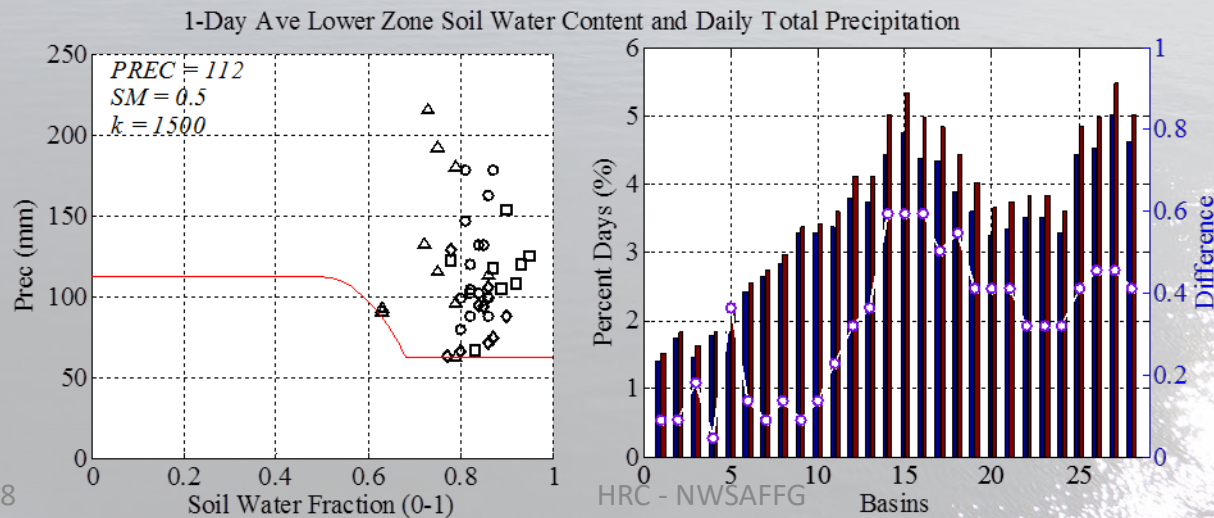 1-Day Ave Lower Zone Soil Water Content and Daily Total Precipitation
PREC = 112
SM = 0.5
k = 1500
Prec (mm)
250
200
150
100
50
0
0 0.2 0.4 0.6 0.8 1
Soil Water Fraction (0-1)
Percent Days (%)
6
5
4
3
2
1
0
0 5 10 15 20 25
Basins
1
0.8
0.6
0.4
0.2
0
Difference
8
HRC - NWSAFFG